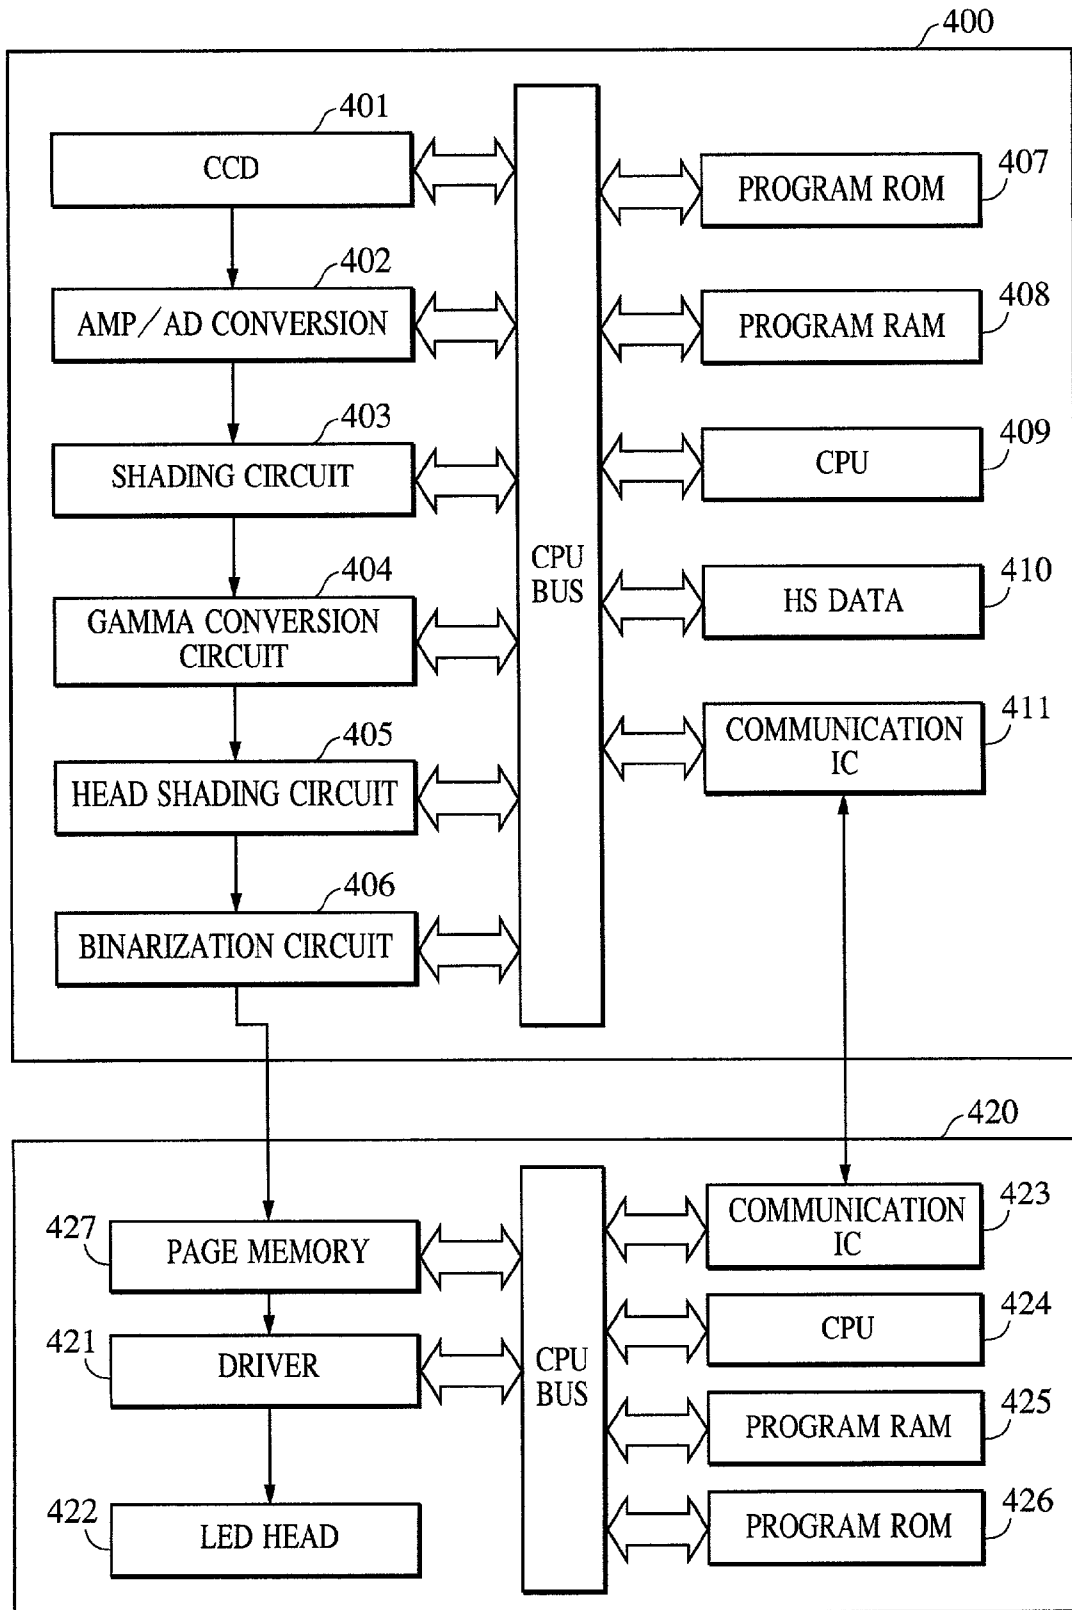 400
401
CCD
402
AMP/AD CONVERSION
403
SHADING CIRCUIT
404
GAMMA CONVERSION
CIRCUIT
405
HEAD SHADING CIRCUIT
406
BINARIZATION CIRCUIT
CPU
BUS
PROGRAM ROM
407
PROGRAM RAM
408
CPU
409
HS DATA
410
COMMUNICATION
IC
411
420
427
PAGE MEMORY
421
DRIVER
422
LED HEAD
CPU
BUS
COMMUNICATION
IC
423
CPU
424
PROGRAM RAM
425
PROGRAM ROM
426